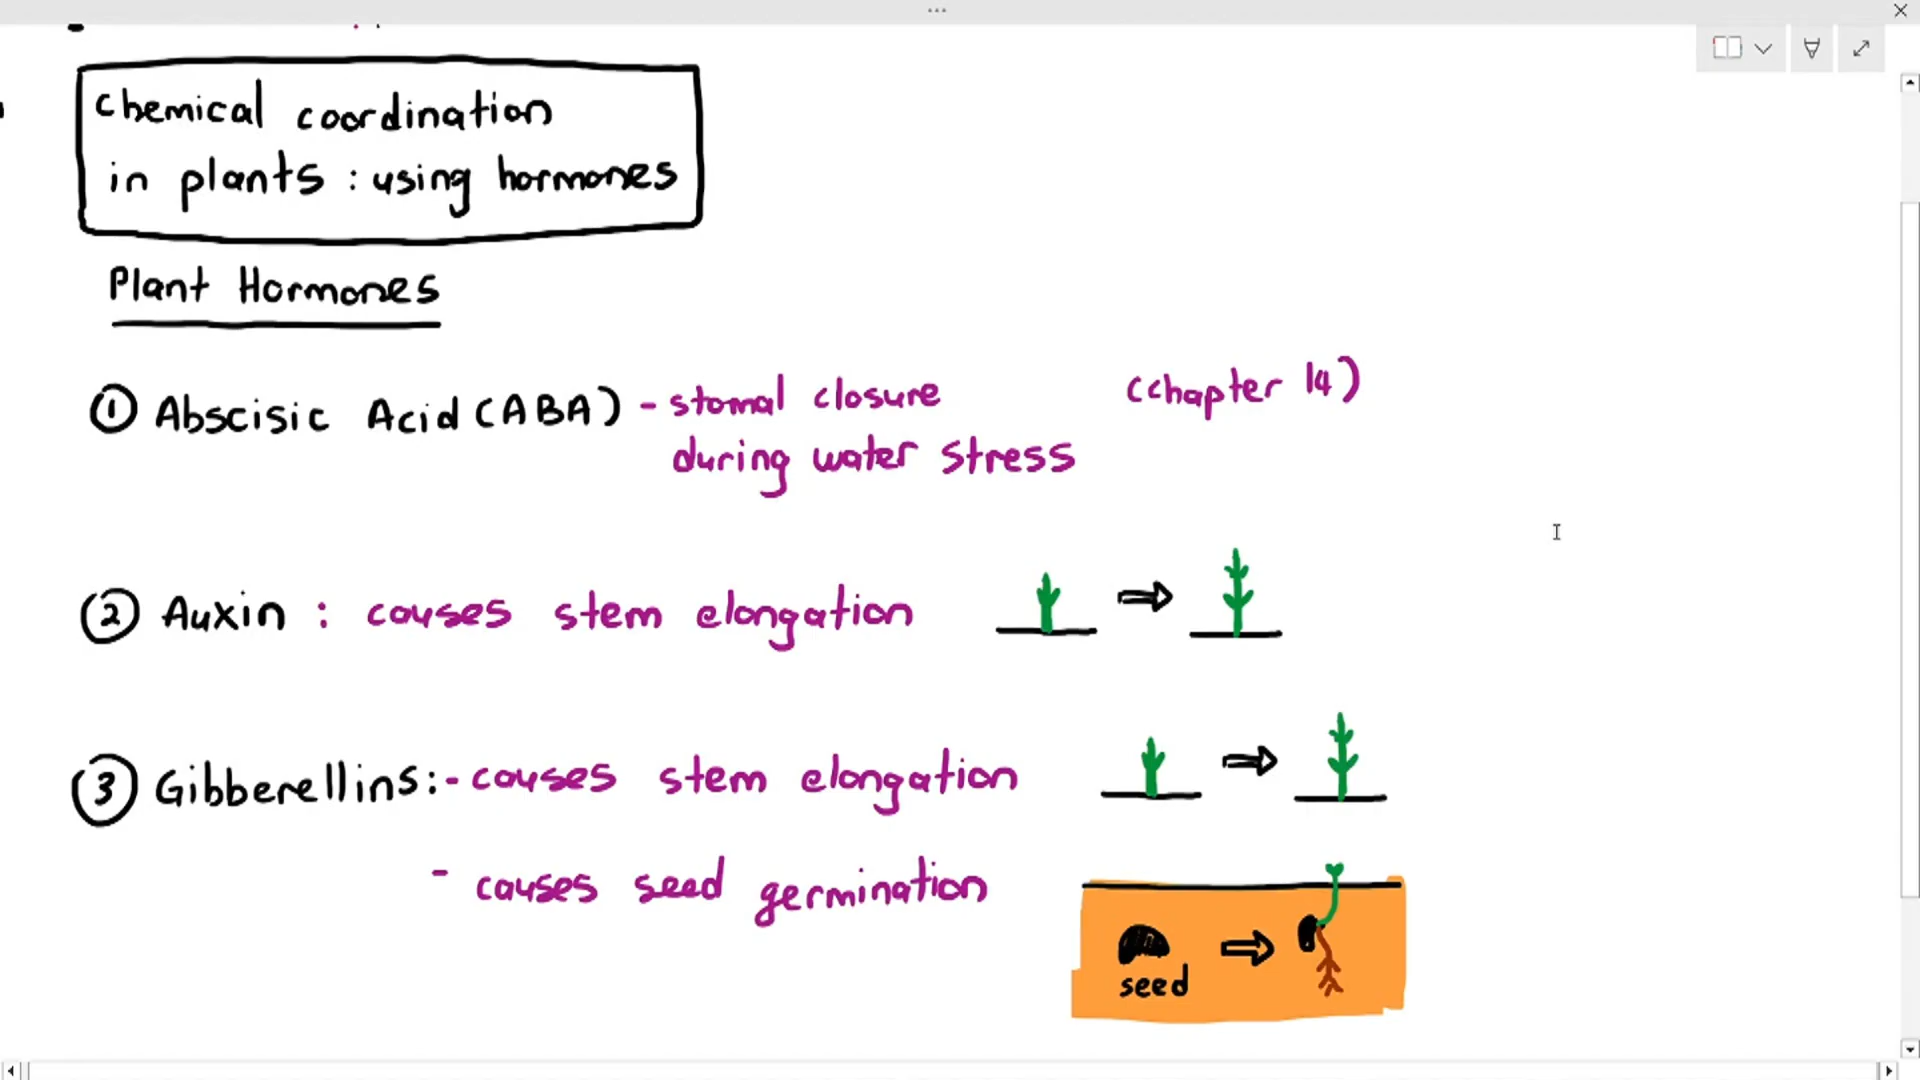 Chemical coordination
in plants : using hormones
Plant Hormones
① Abscisic Acid (ABA) - stomal closure (chapter 14)
during water stress
② Auxin : causes stem elongation
③ Gibberellins: - causes stem elongation
- causes seed germination
seed